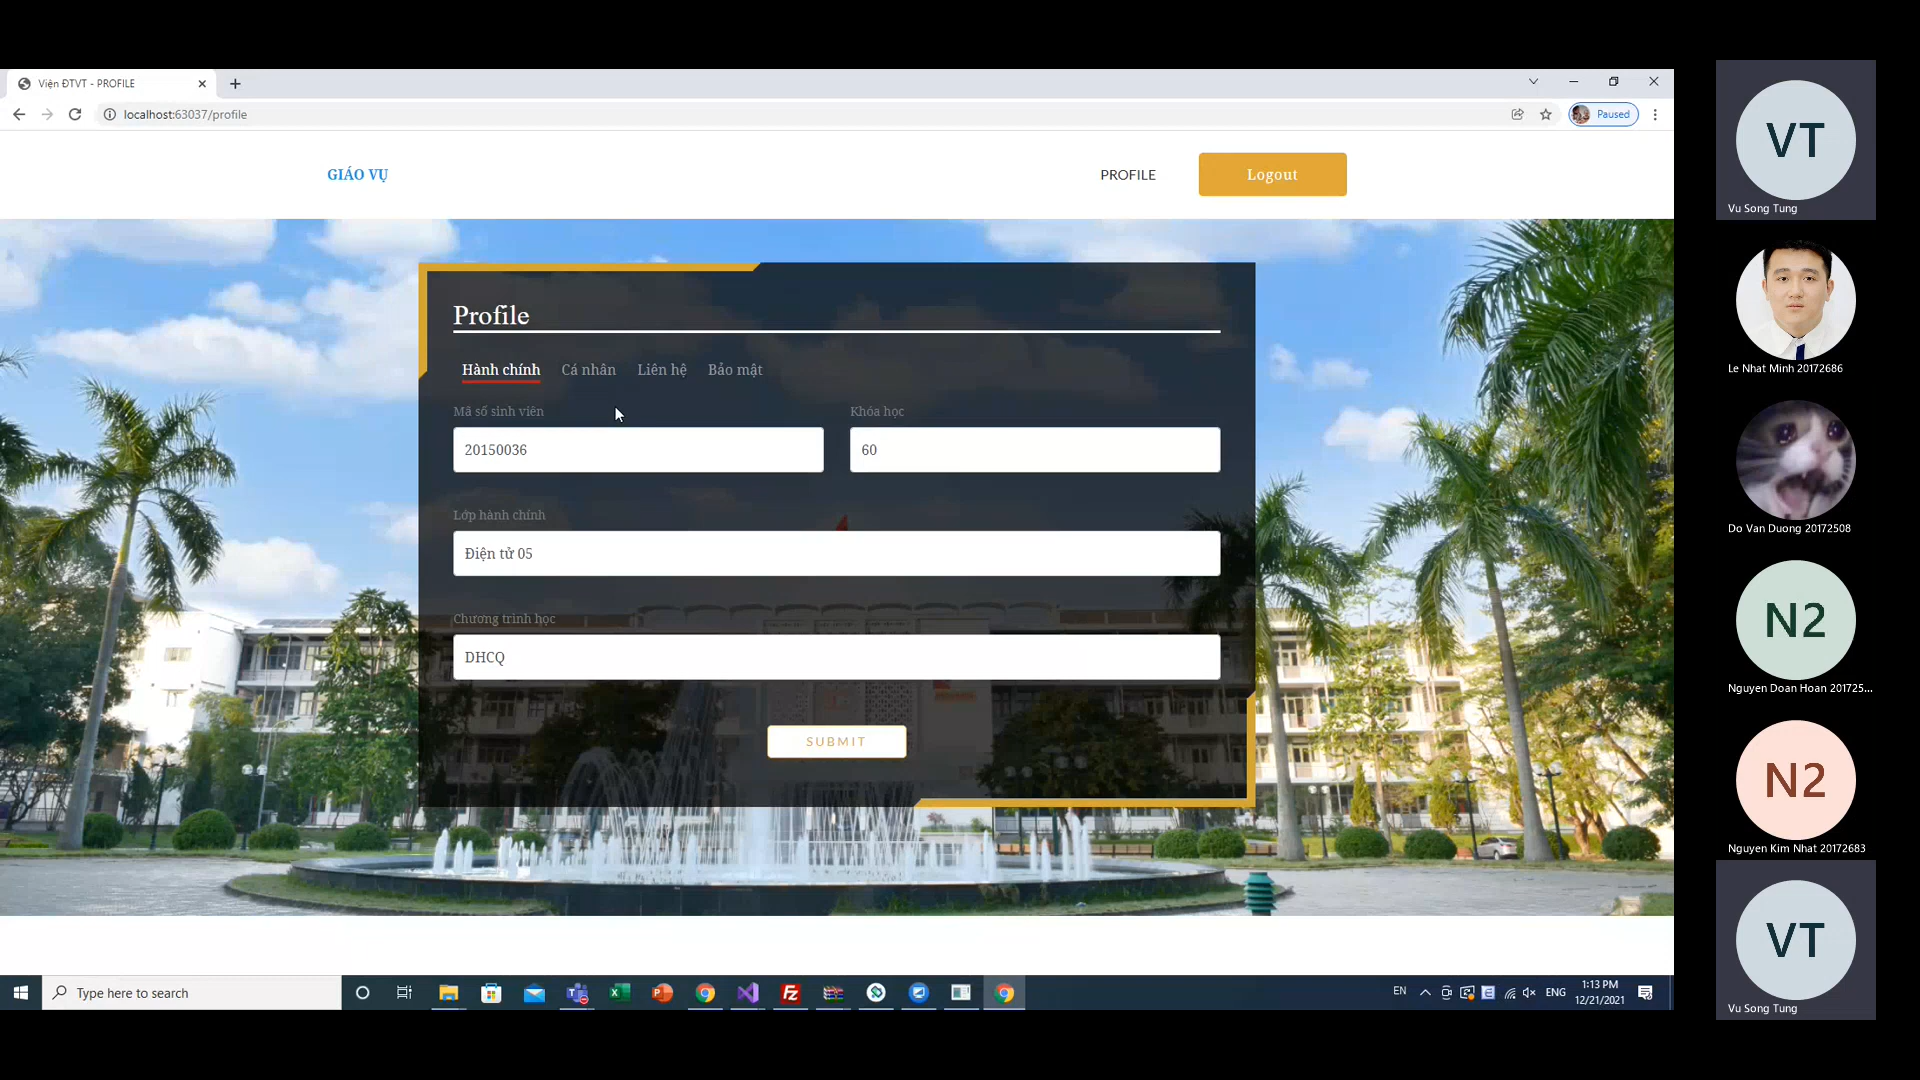 Viện ĐTVT - PROFILE
localhost:63037/profile
Paused
GIÁO VỤ
PROFILE
Logout
Profile
Hành chính
Cá nhân
Liên hệ
Bảo mật
Mã số sinh viên
Khóa học
20150036
60
Lớp hành chính
Điện tử 05
Chương trình học
DHCQ
SUBMIT
Type here to search
EN
ENG
1:13 PM
12/21/2021
VT
Vu Song Tung
Le Nhat Minh 20172686
Do Van Duong 20172508
N2
Nguyen Doan Hoan 201725...
N2
Nguyen Kim Nhat 20172683
VT
Vu Song Tung